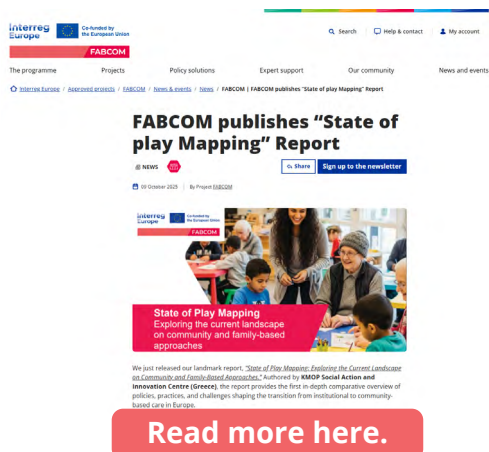 Interreg
Europe
Co-funded by
the European Union
FABCOM
Search
Help & contact
My account
The programme
Projects
Policy solutions
Expert support
Our community
News and events
Interreg Europe / Approved projects / FABCOM / News & events / News / FABCOM | FABCOM publishes "State of play Mapping" Report
FABCOM publishes “State of
play Mapping” Report
NEWS
Share
Sign up to the newsletter
09 October 2025
By Project FABCOM
Interreg
Europe
Co-funded by
the European Union
FABCOM
State of Play Mapping
Exploring the current landscape
on community and family-based
approaches
We just released our landmark report, "State of Play Mapping: Exploring the Current Landscape
on Community and Family-Based Approaches." Authored by KMOP Social Action and
Innovation Centre (Greece), the report provides the first in-depth comparative overview of
policies, practices, and challenges shaping the transition from institutional to community-
based care in Europe.
Read more here.